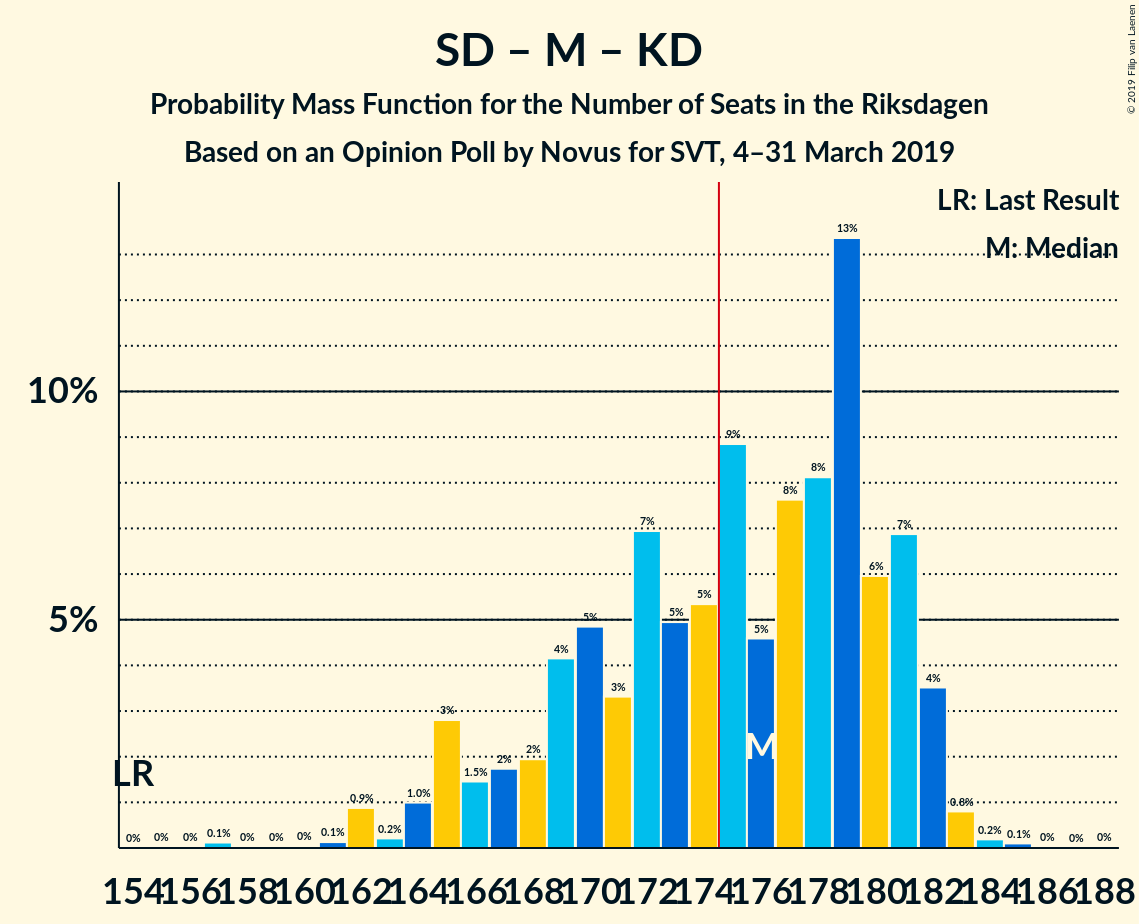 SD – M – KD
Probability Mass Function for the Number of Seats in the Riksdagen
Based on an Opinion Poll by Novus for SVT, 4–31 March 2019
© 2019 Filip van Laenen
LR: Last Result
M: Median
10%
5%
LR
M
0% 0% 0% 0.1% 0% 0% 0% 0.1% 0.9% 0.2% 1.0% 3% 1.5% 2% 2% 4% 5% 3% 7% 5% 5% 9% 5% 8% 8% 13% 6% 7% 4% 0.8% 0.2% 0.1% 0% 0% 0%
154 156 158 160 162 164 166 168 170 172 174 176 178 180 182 184 186 188